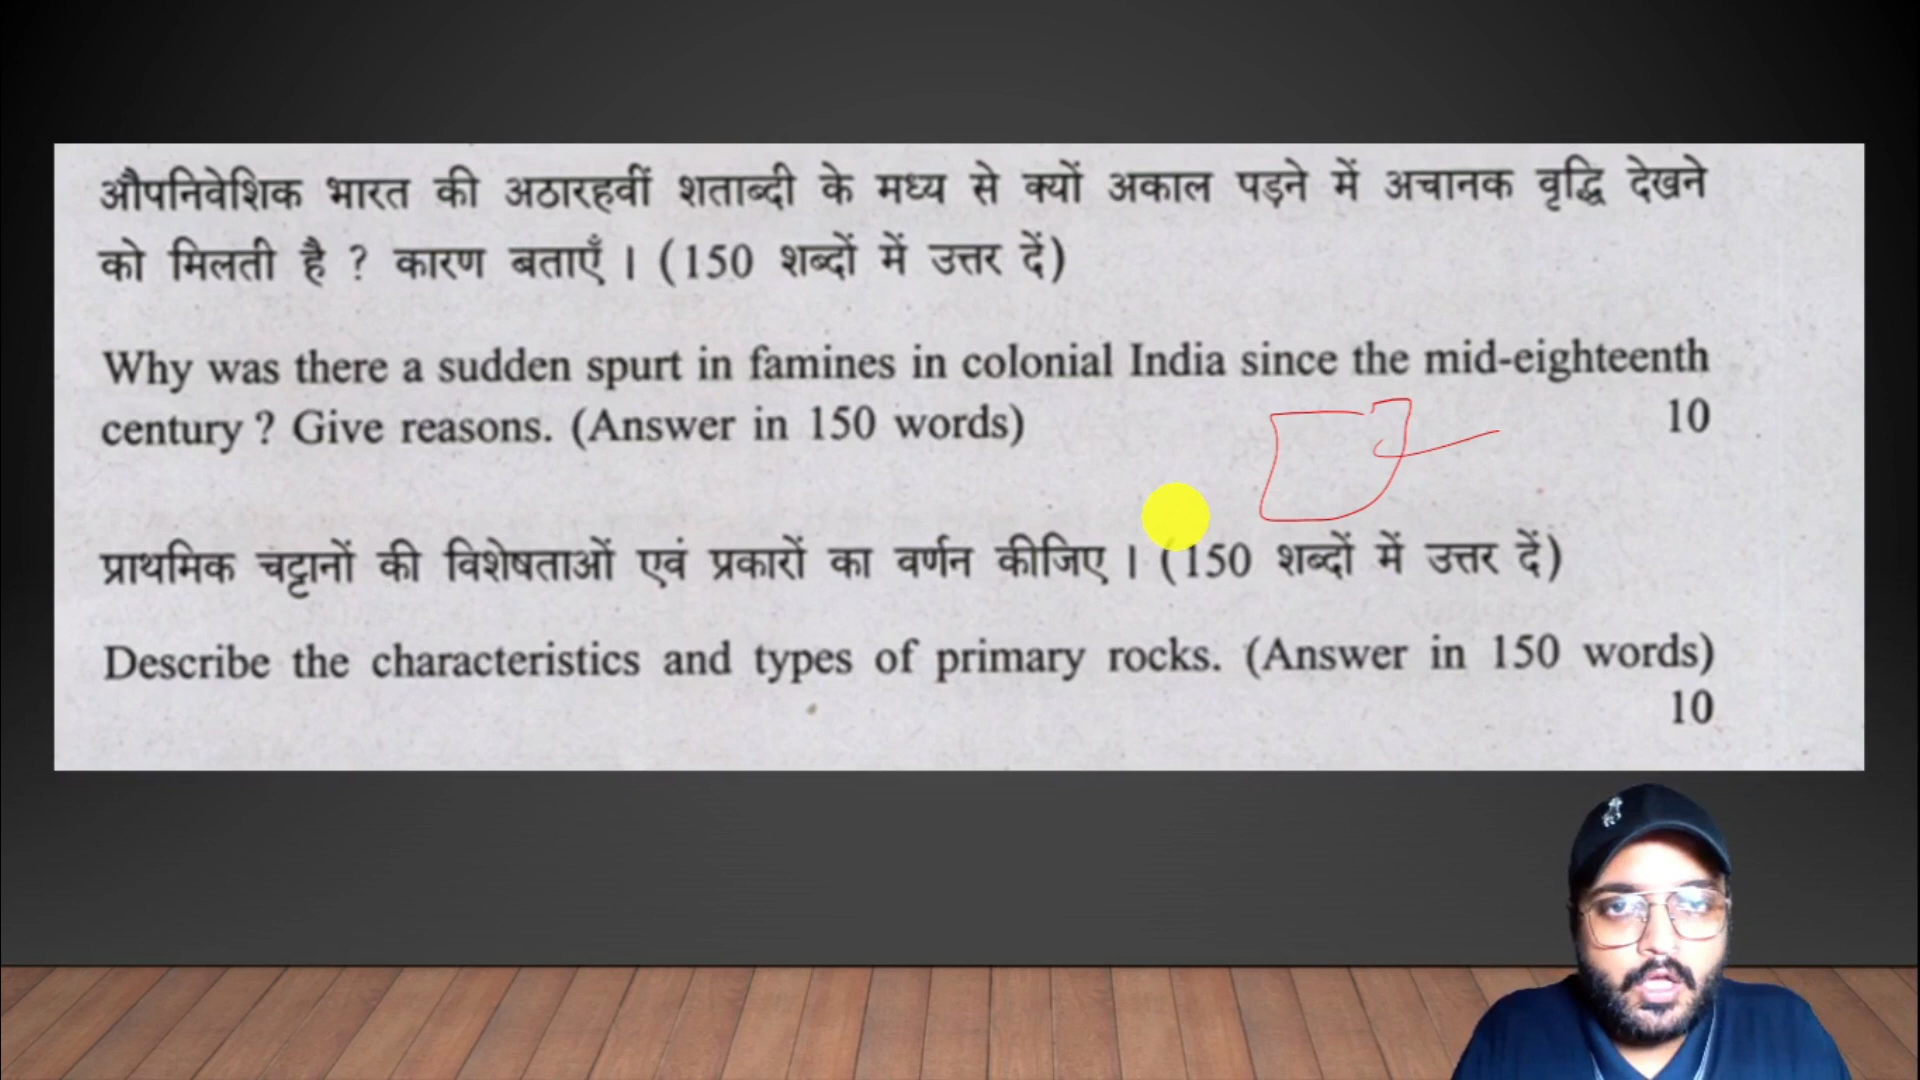 औपनिवेशिक भारत की अठारहवीं शताब्दी के मध्य से क्यों अकाल पड़ने में अचानक वृद्धि देखने
को मिलती है ? कारण बताएँ । (150 शब्दों में उत्तर दें)
Why was there a sudden spurt in famines in colonial India since the mid-eighteenth
century ? Give reasons. (Answer in 150 words) 10
प्राथमिक चट्टानों की विशेषताओं एवं प्रकारों का वर्णन कीजिए । (150 शब्दों में उत्तर दें)
Describe the characteristics and types of primary rocks. (Answer in 150 words)
10